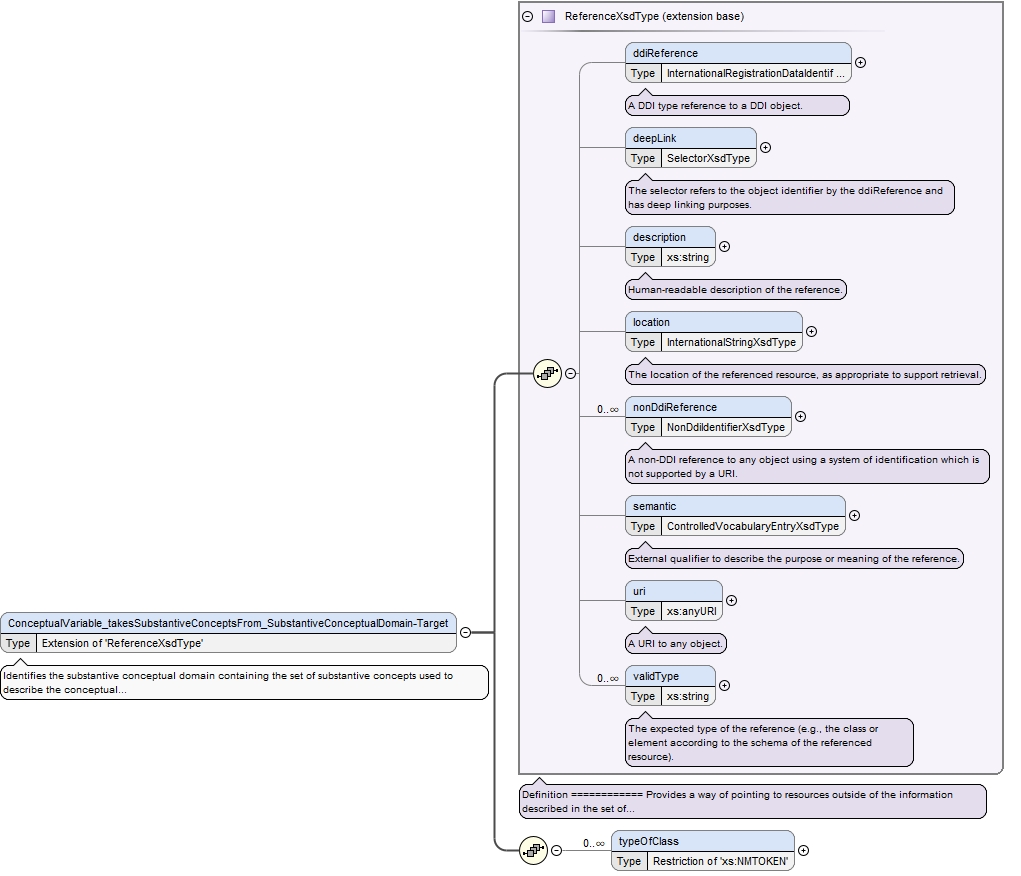 ReferenceXsdType (extension base)
ddiReference
Type InternationalRegistrationDataIdentif ...
A DDI type reference to a DDI object.
deepLink
Type SelectorXsdType
The selector refers to the object identifier by the ddiReference and
has deep linking purposes.
description
Type xs:string
Human-readable description of the reference.
location
Type InternationalStringXsdType
The location of the referenced resource, as appropriate to support retrieval.
0..∞ nonDdiReference
Type NonDdiIdentifierXsdType
A non-DDI reference to any object using a system of identification which is
not supported by a URI.
semantic
Type ControlledVocabularyEntryXsdType
External qualifier to describe the purpose or meaning of the reference.
uri
Type xs:anyURI
A URI to any object.
0..∞ validType
Type xs:string
The expected type of the reference (e.g., the class or
element according to the schema of the referenced
resource).
Definition ============ Provides a way of pointing to resources outside of the information
described in the set of...
ConceptualVariable_takesSubstantiveConceptsFrom_SubstantiveConceptualDomain-Target
Type Extension of 'ReferenceXsdType'
Identifies the substantive conceptual domain containing the set of substantive concepts used to
describe the conceptual...
0..∞ typeOfClass
Type Restriction of 'xs:NMTOKEN'